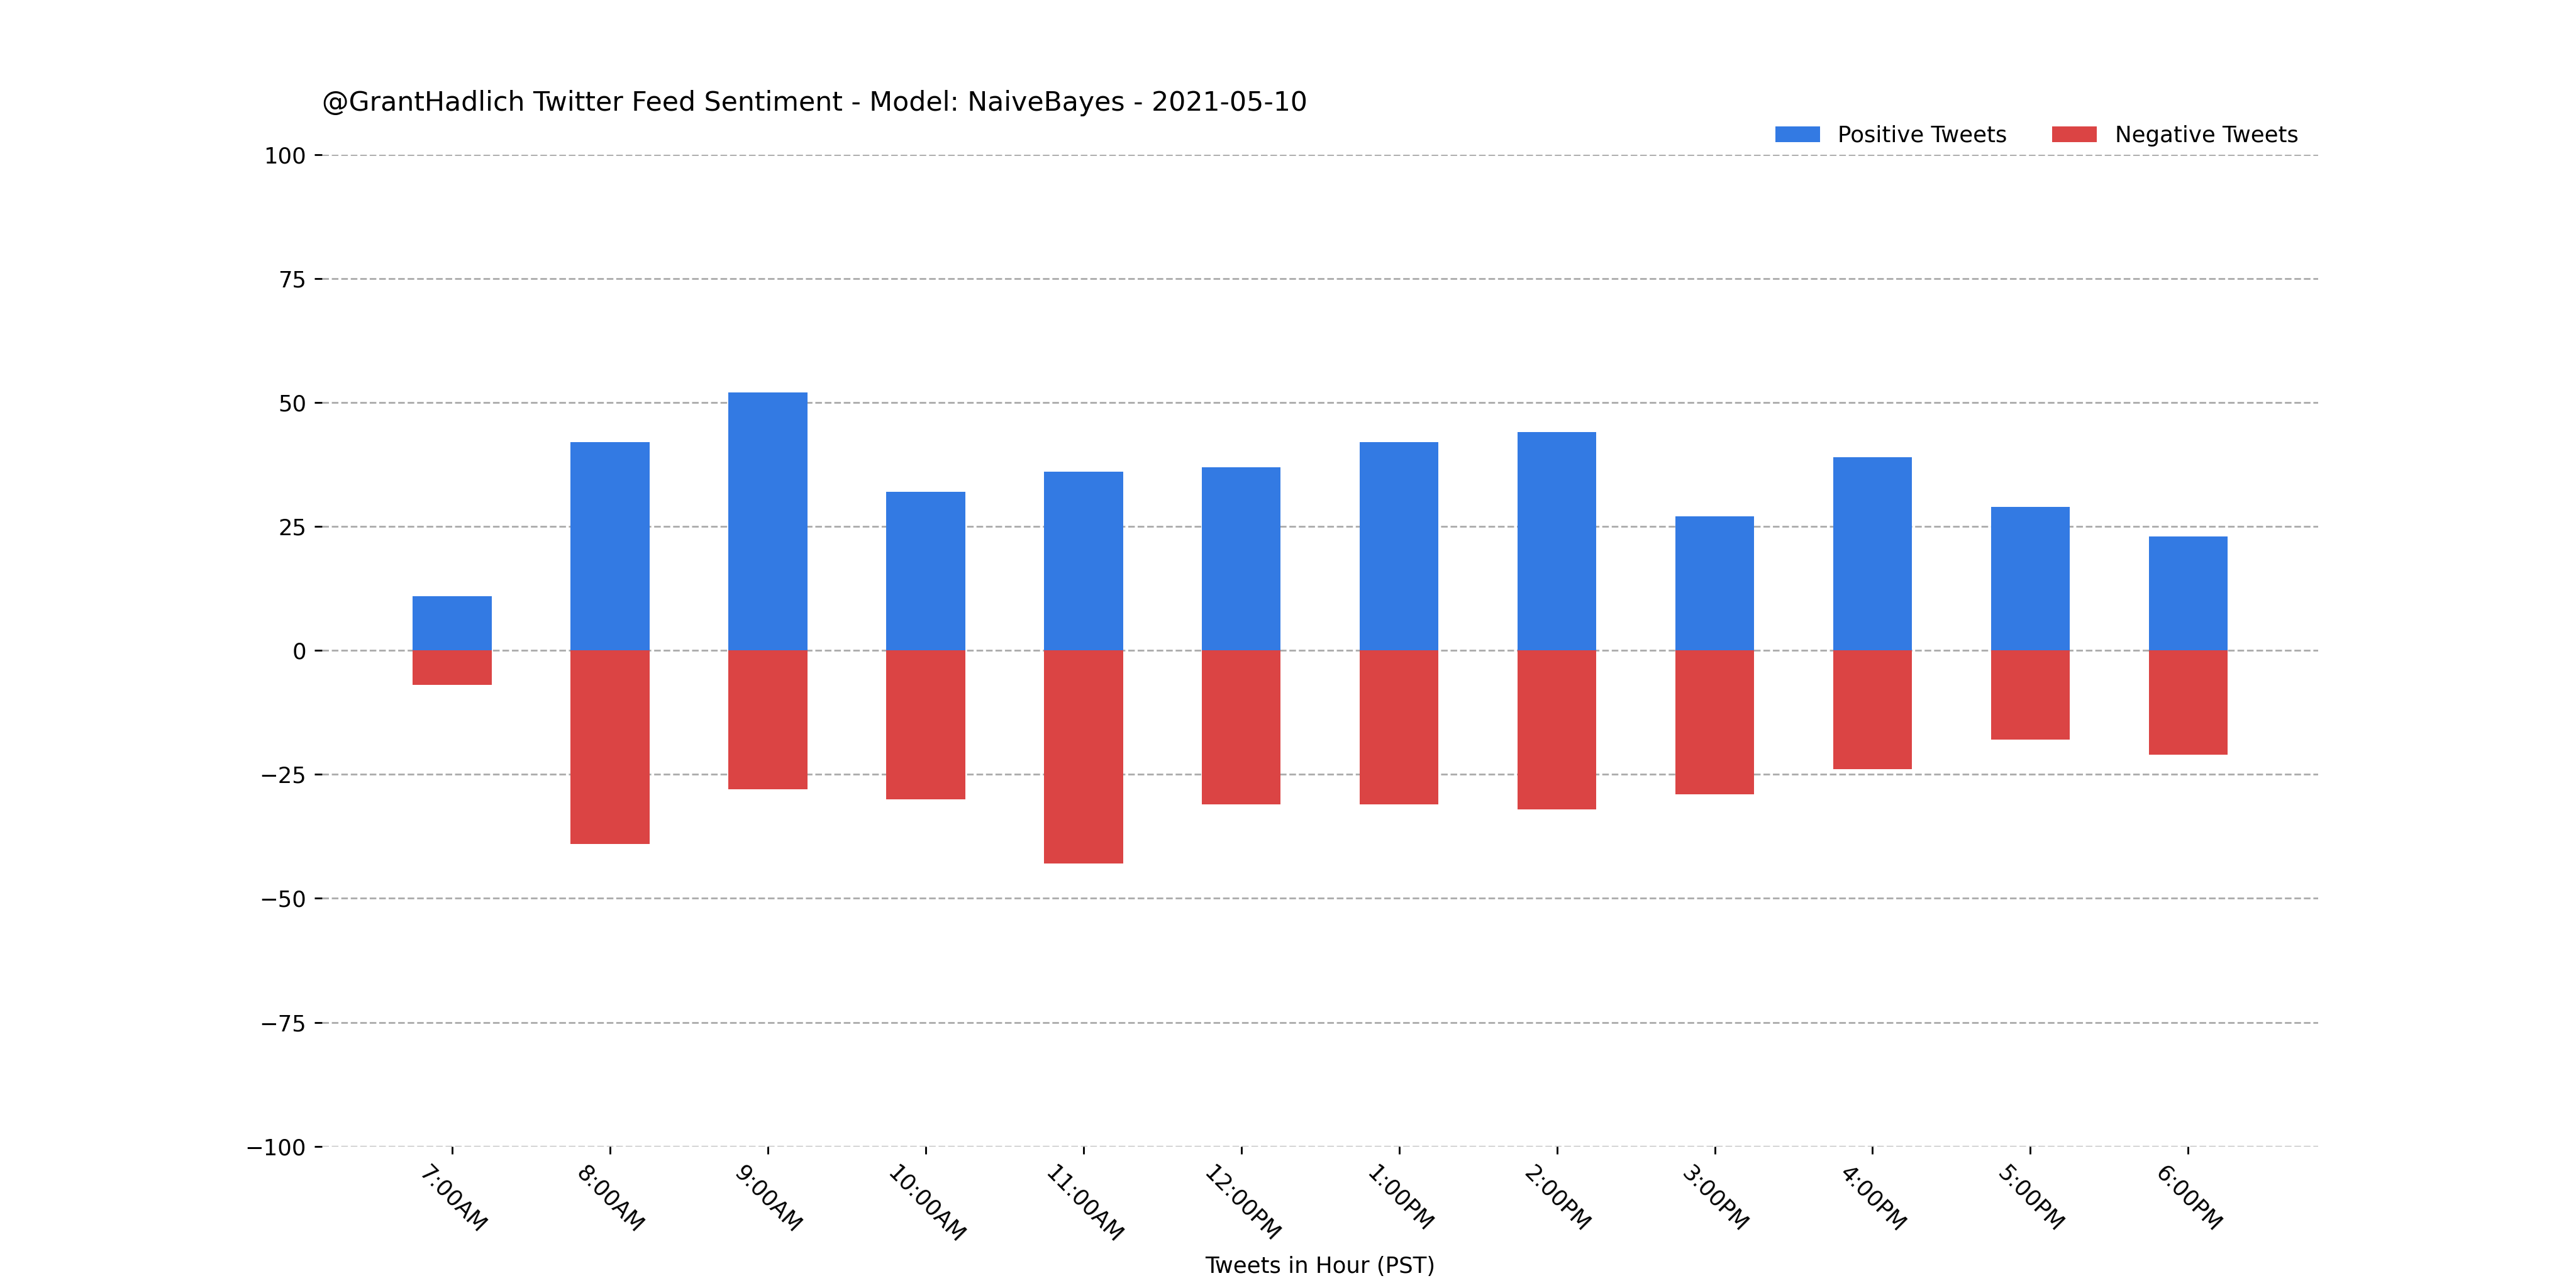 @GrantHadlich Twitter Feed Sentiment - Model: NaiveBayes - 2021-05-10
Positive Tweets
Negative Tweets
100
75
50
25
0
−25
−50
−75
−100
7:00AM
8:00AM
9:00AM
10:00AM
11:00AM
12:00PM
1:00PM
2:00PM
3:00PM
4:00PM
5:00PM
6:00PM
Tweets in Hour (PST)